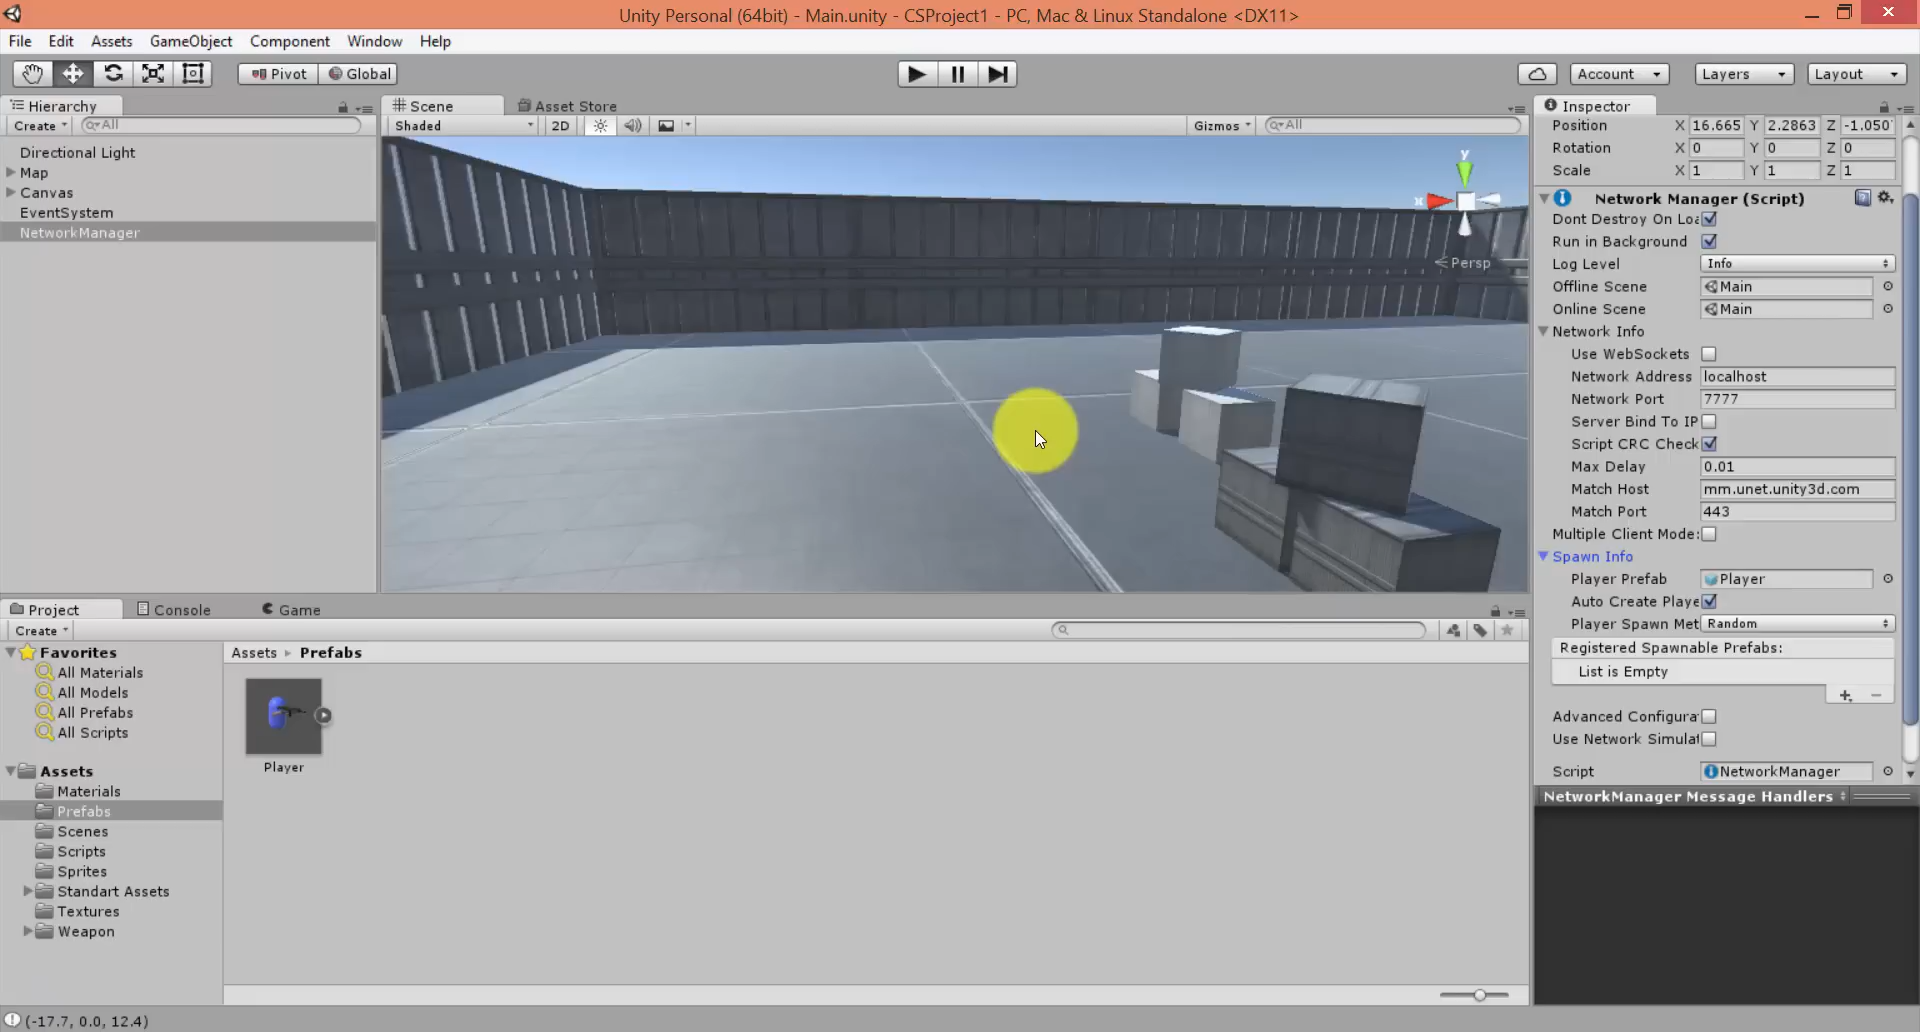 Unity Personal (64bit) - Main.unity - CSProject1 - PC, Mac & Linux Standalone <DX11>
File Edit Assets GameObject Component Window Help
Pivot Global Account Layers Layout
Hierarchy
Create All
Directional Light
Map
Canvas
EventSystem
NetworkManager
Scene Asset Store
Shaded 2D Gizmos All
y
x
Persp
Inspector
Position X 16.665 Y 2.2863 Z -1.050
Rotation X 0 Y 0 Z 0
Scale X 1 Y 1 Z 1
Network Manager (Script)
Dont Destroy On Loa
Run in Background
Log Level Info
Offline Scene Main
Online Scene Main
Network Info
Use WebSockets
Network Address localhost
Network Port 7777
Server Bind To IP
Script CRC Check
Max Delay 0.01
Match Host mm.unet.unity3d.com
Match Port 443
Multiple Client Mode:
Spawn Info
Player Prefab Player
Auto Create Playe
Player Spawn Met Random
Registered Spawnable Prefabs:
List is Empty
Advanced Configura
Use Network Simulat
Script NetworkManager
NetworkManager Message Handlers
Project Console Game
Create
Favorites
All Materials
All Models
All Prefabs
All Scripts
Assets
Materials
Prefabs
Scenes
Scripts
Sprites
Standart Assets
Textures
Weapon
Assets Prefabs
Player
(-17.7, 0.0, 12.4)